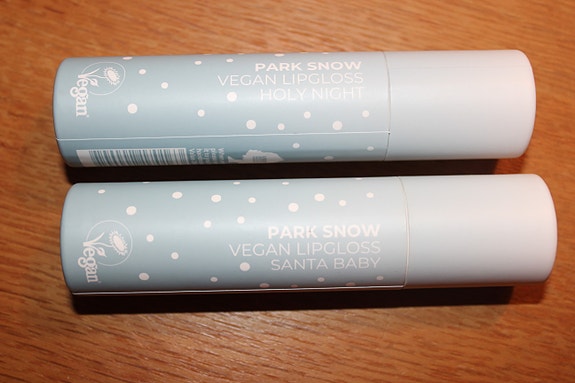 Vegan
PARK SNOW
VEGAN LIPGLOSS
HOLY NIGHT
Vegan
PARK SNOW
VEGAN LIPGLOSS
SANTA BABY